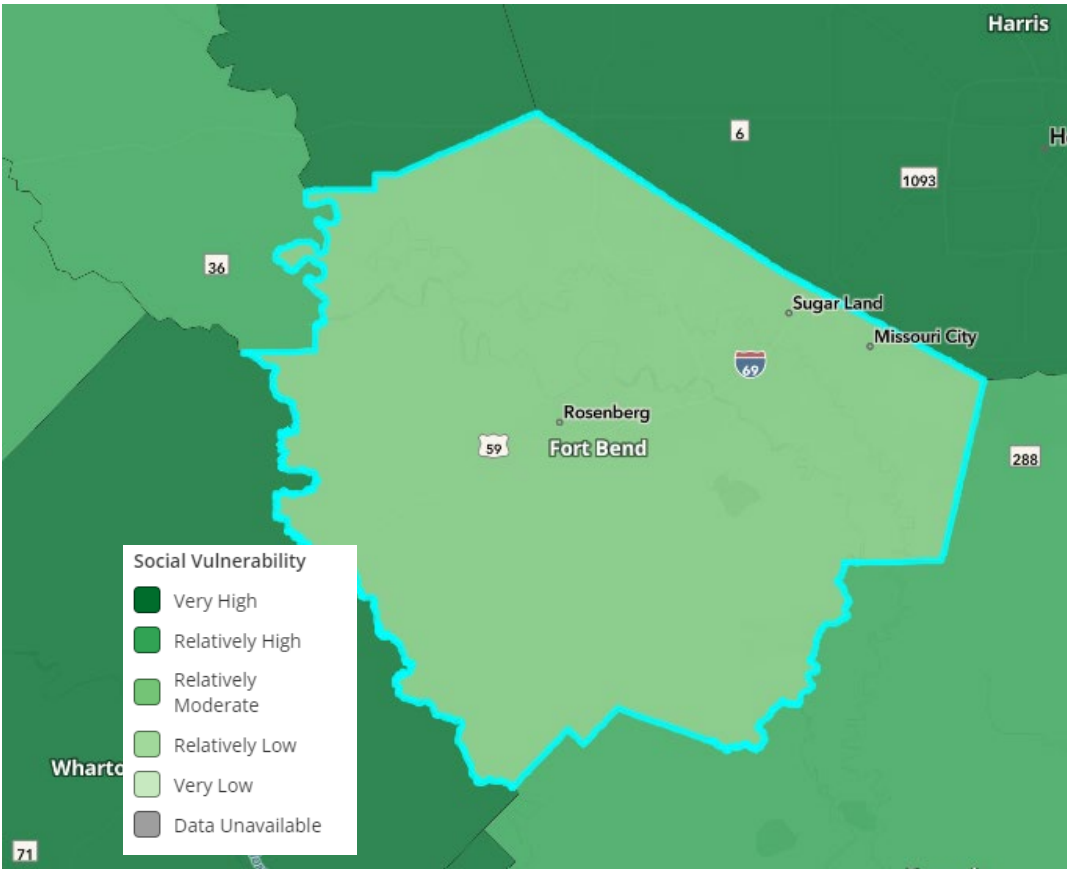 Harris
6
1093
36
Sugar Land
Missouri City
69
Rosenberg
59
Fort Bend
288
Social Vulnerability
Very High
Relatively High
Relatively
Moderate
Relatively Low
Very Low
Data Unavailable
71